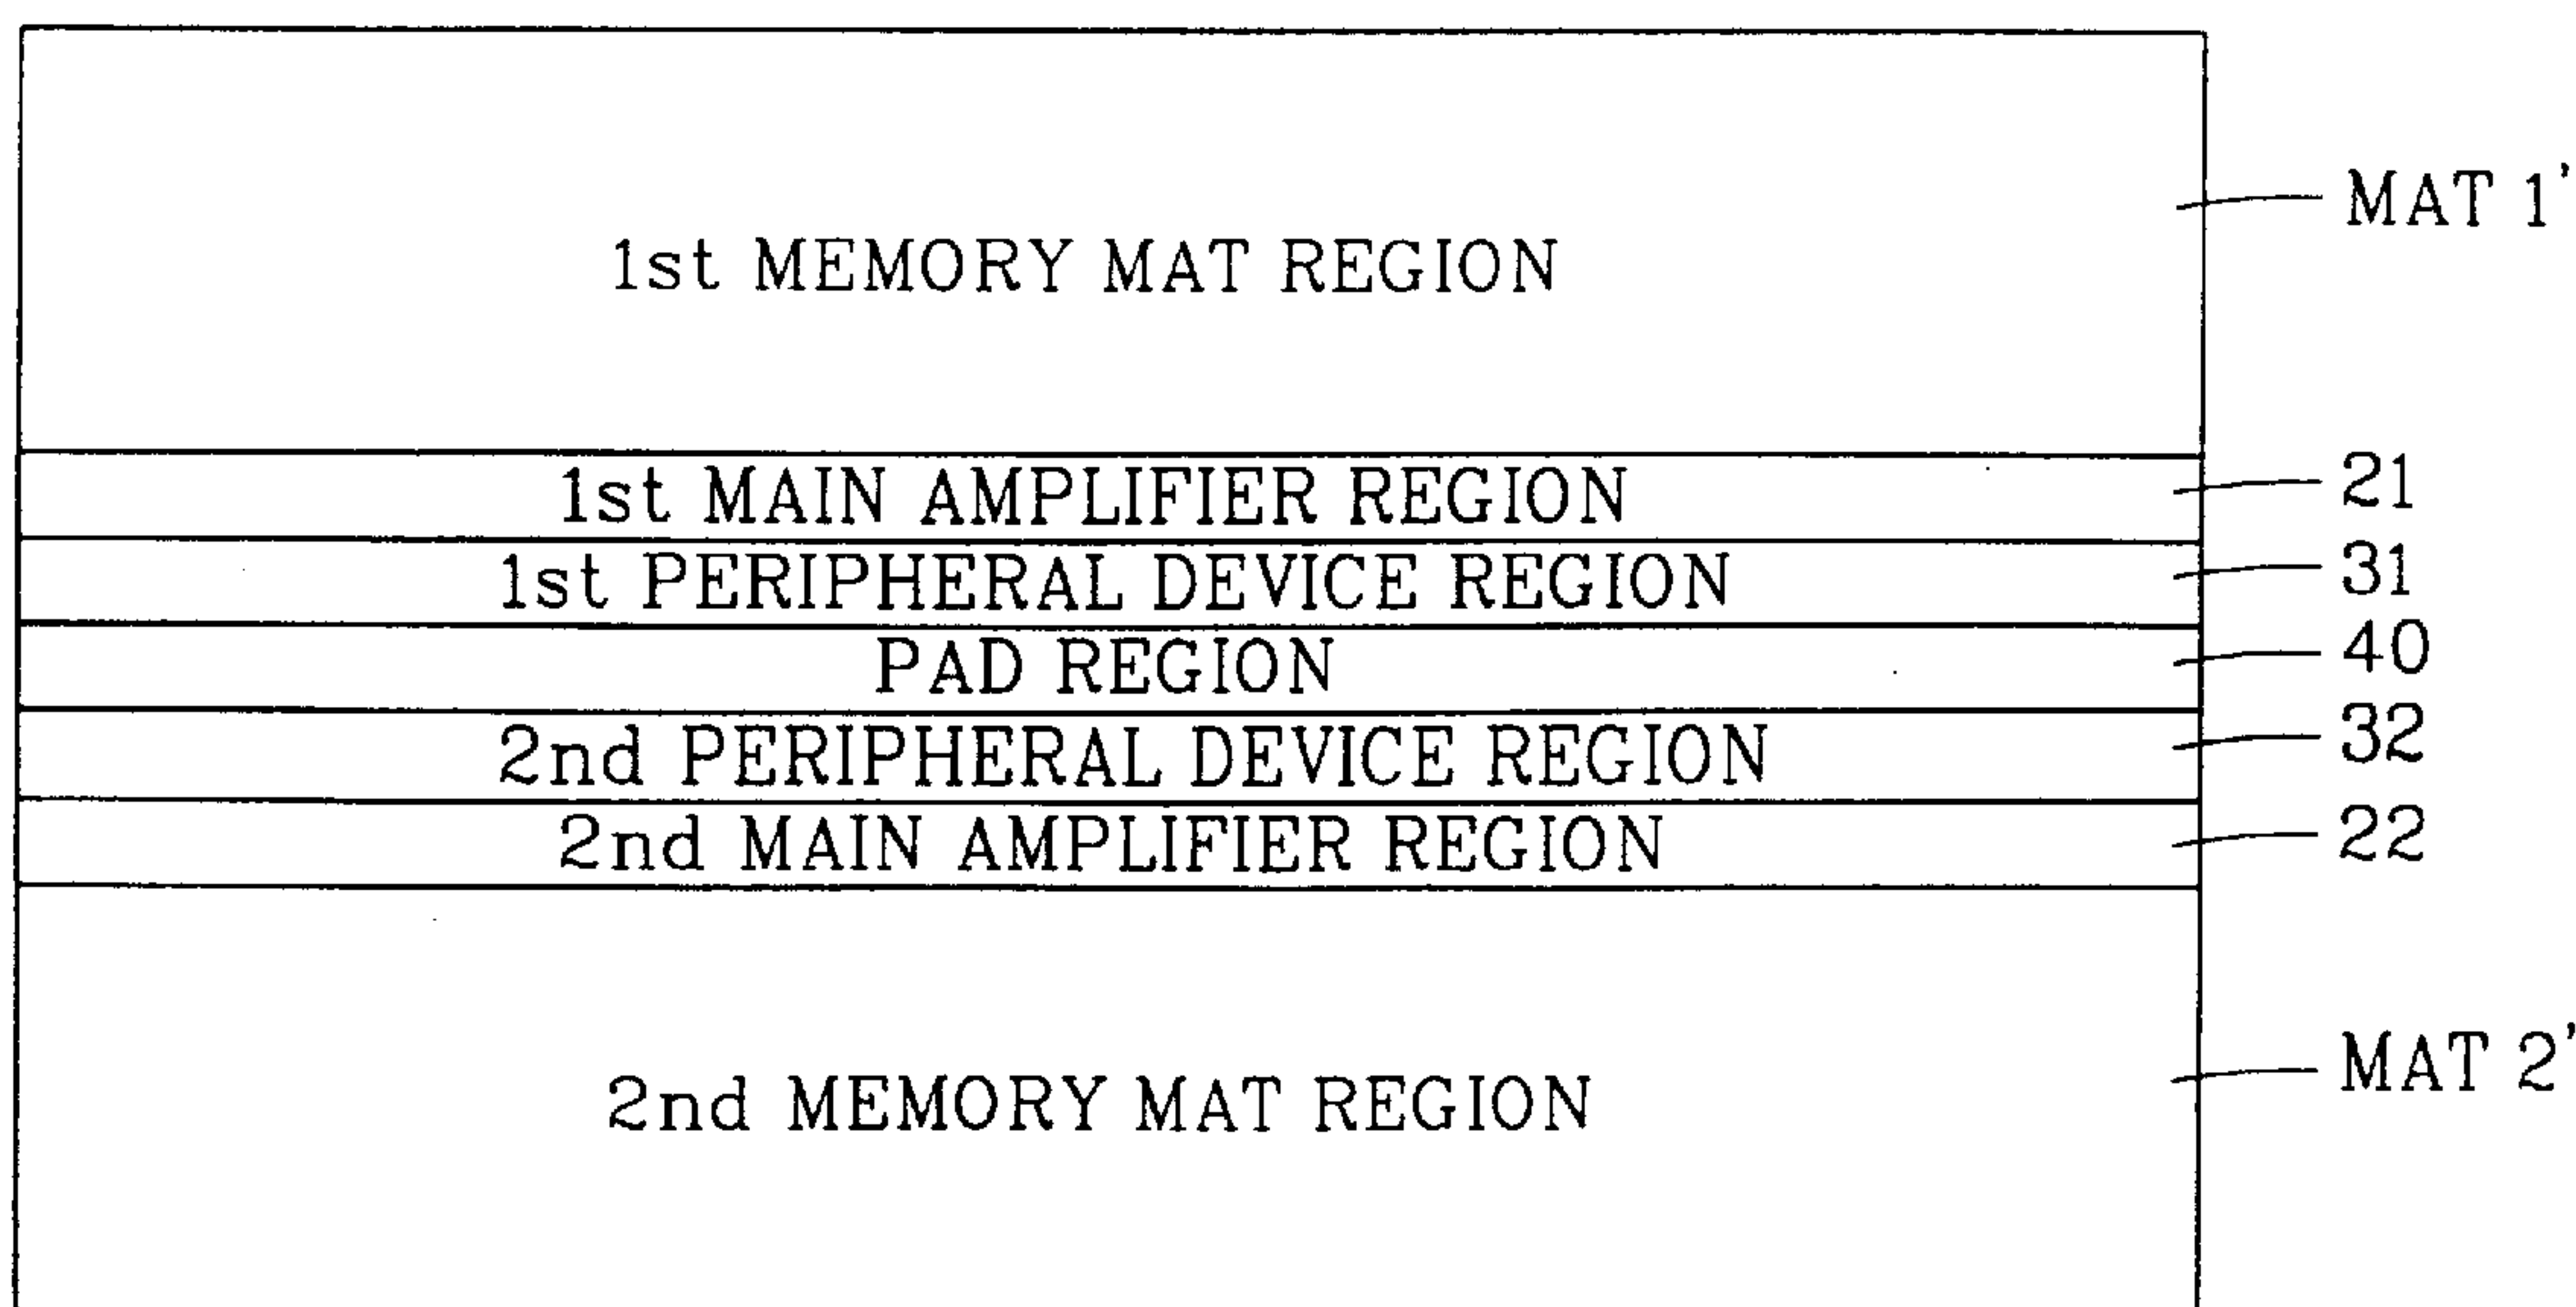 MAT 1'
1st MEMORY MAT REGION
1st MAIN AMPLIFIER REGION 21
1st PERIPHERAL DEVICE REGION 31
PAD REGION 40
2nd PERIPHERAL DEVICE REGION 32
2nd MAIN AMPLIFIER REGION 22
MAT 2'
2nd MEMORY MAT REGION